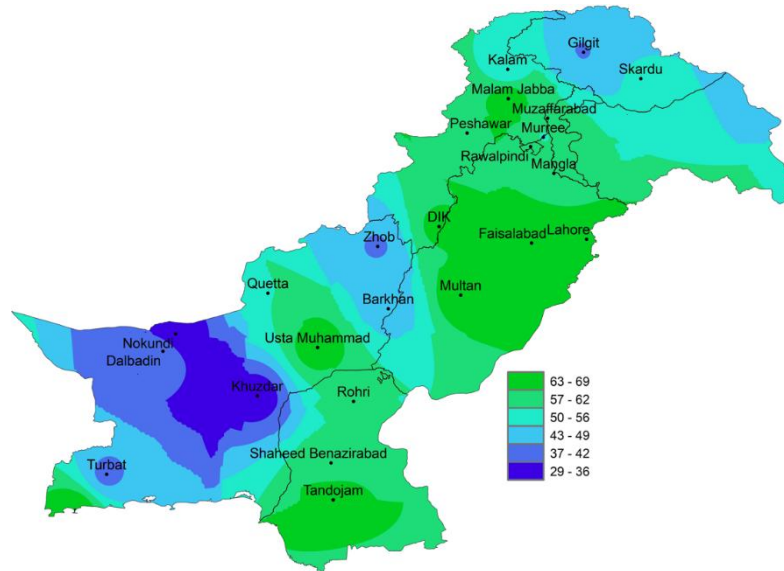 Gilgit
Kalam
Skardu
Malam Jabba
Muzaffarabad
Peshawar
Murree
Rawalpindi
Mangla
DIK
Zhob
Faisalabad
Lahore
Quetta
Multan
Barkhan
Nokundi
Usta Muhammad
Dalbadin
Khuzdar
Rohri
Shaheed Benazirabad
Turbat
Tandojam
63 - 69
57 - 62
50 - 56
43 - 49
37 - 42
29 - 36